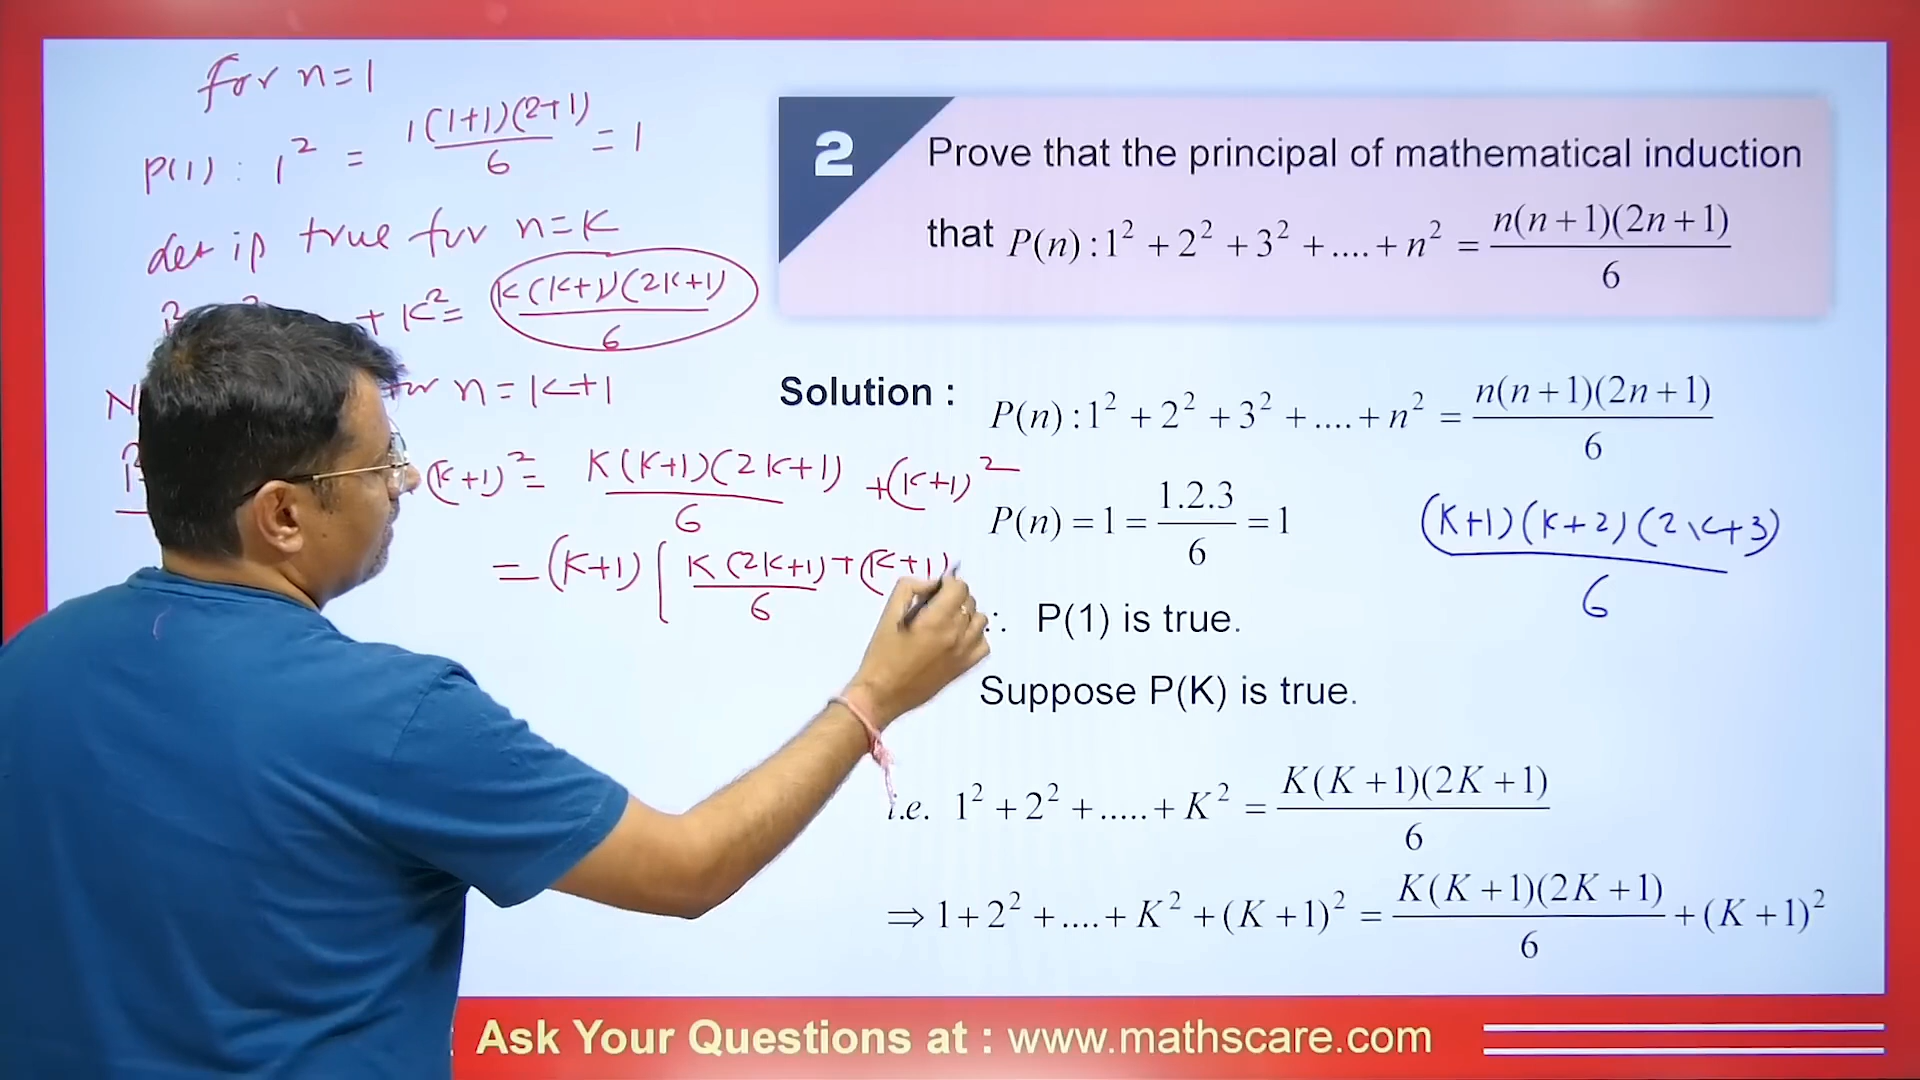 for n=1
P(1) : 1² = 1(1+1)(2+1)/6 = 1
Let is true for n=K
+ K² = K(K+1)(2K+1)/6
for n=K+1
(K+1)² = K(K+1)(2K+1)/6 + (K+1)²
= (K+1) [ K(2K+1)/6 + (K+1)
2
Prove that the principal of mathematical induction
that P(n) : 1² + 2² + 3² + .... + n² = n(n+1)(2n+1)/6
Solution :
P(n) : 1² + 2² + 3² + .... + n² = n(n+1)(2n+1)/6
P(n) = 1 = 1.2.3/6 = 1
(K+1)(K+2)(2K+3)/6
∴ P(1) is true.
Suppose P(K) is true.
i.e. 1² + 2² + ..... + K² = K(K+1)(2K+1)/6
⇒ 1 + 2² + .... + K² + (K+1)² = K(K+1)(2K+1)/6 + (K+1)²
Ask Your Questions at : www.mathscare.com